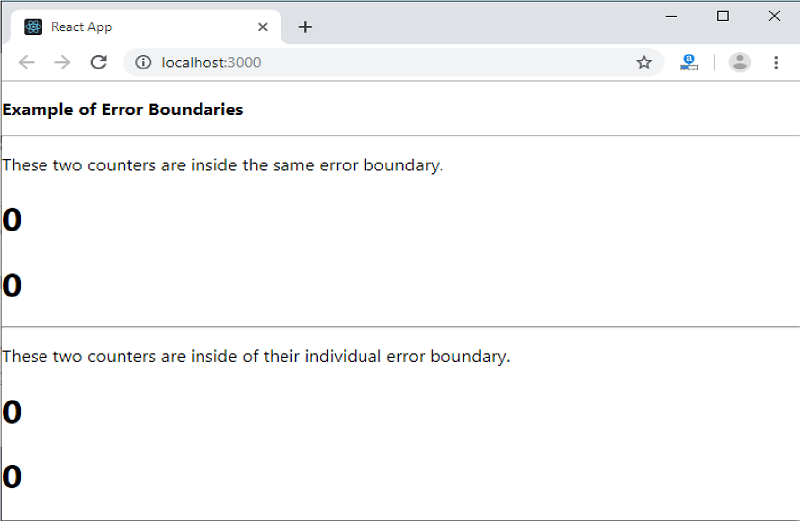 React App
localhost:3000
Example of Error Boundaries
These two counters are inside the same error boundary.
0
0
These two counters are inside of their individual error boundary.
0
0